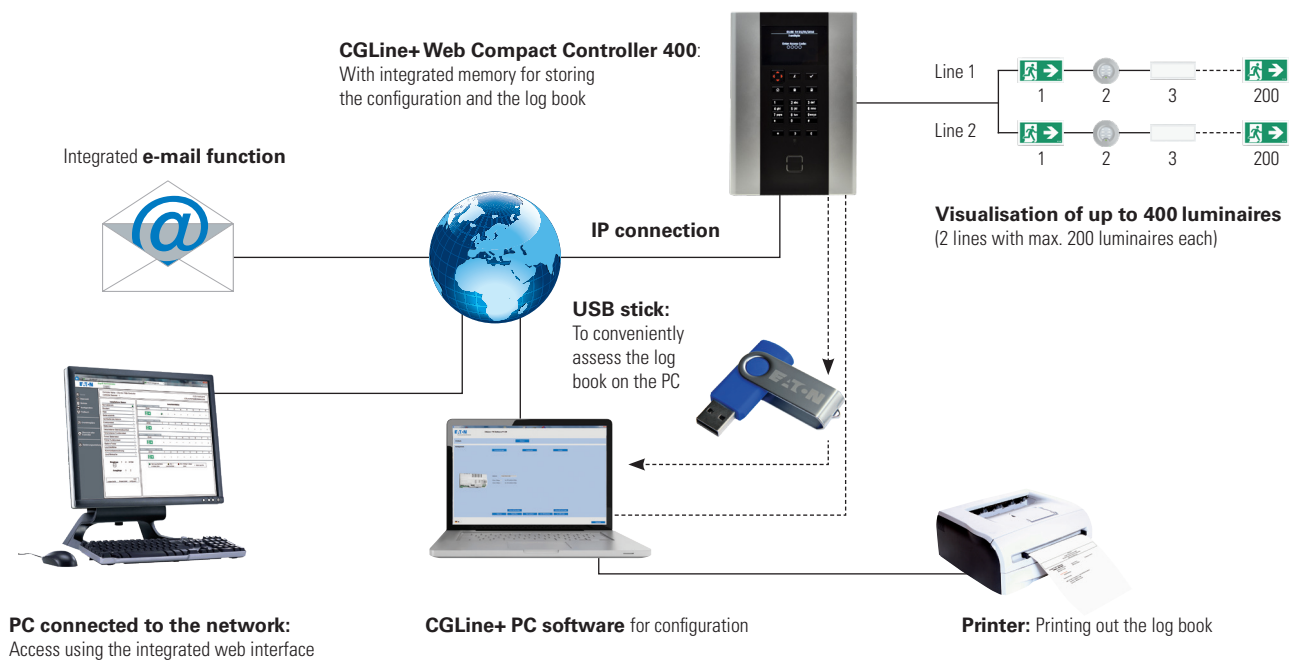 CGLine+ Web Compact Controller 400:
With integrated memory for storing
the configuration and the log book
Line 1
1
2
3
200
Line 2
1
2
3
200
Visualisation of up to 400 luminaires
(2 lines with max. 200 luminaires each)
Integrated e-mail function
@
IP connection
USB stick:
To conveniently
assess the log
book on the PC
EATON
PC connected to the network:
Access using the integrated web interface
CGLine+ PC software for configuration
Printer: Printing out the log book